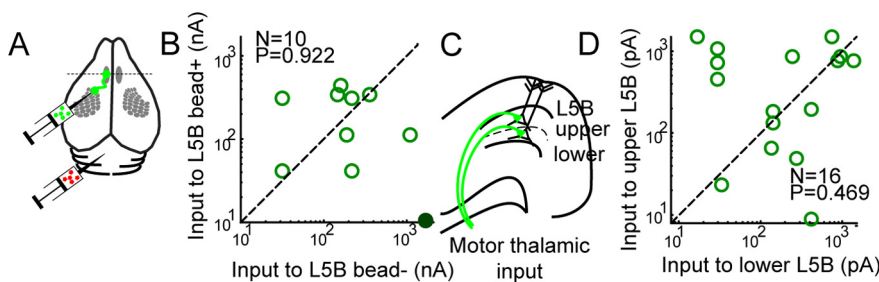 A
B
Input to L5B bead+ (nA)
10³
10²
10¹
N=10
P=0.922
10¹ 10² 10³
Input to L5B bead- (nA)
C
L5B
upper
lower
Motor thalamic
input
D
Input to upper L5B (pA)
10³
10²
10¹
N=16
P=0.469
10¹ 10² 10³
Input to lower L5B (pA)